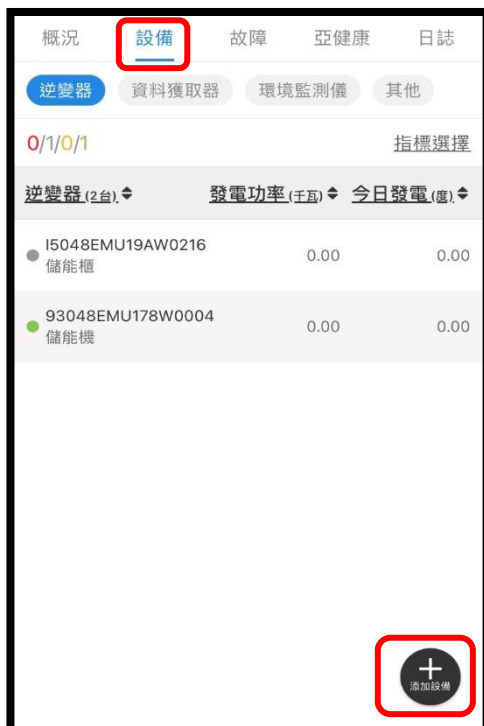 概況 設備 故障 亞健康 日誌
逆變器 資料獲取器 環境監測儀 其他
0/1/0/1 指標選擇
逆變器(2台) 發電功率(千瓦) 今日發電(度)
I5048EMU19AW0216 0.00 0.00
儲能櫃
93048EMU178W0004 0.00 0.00
儲能機
添加設備